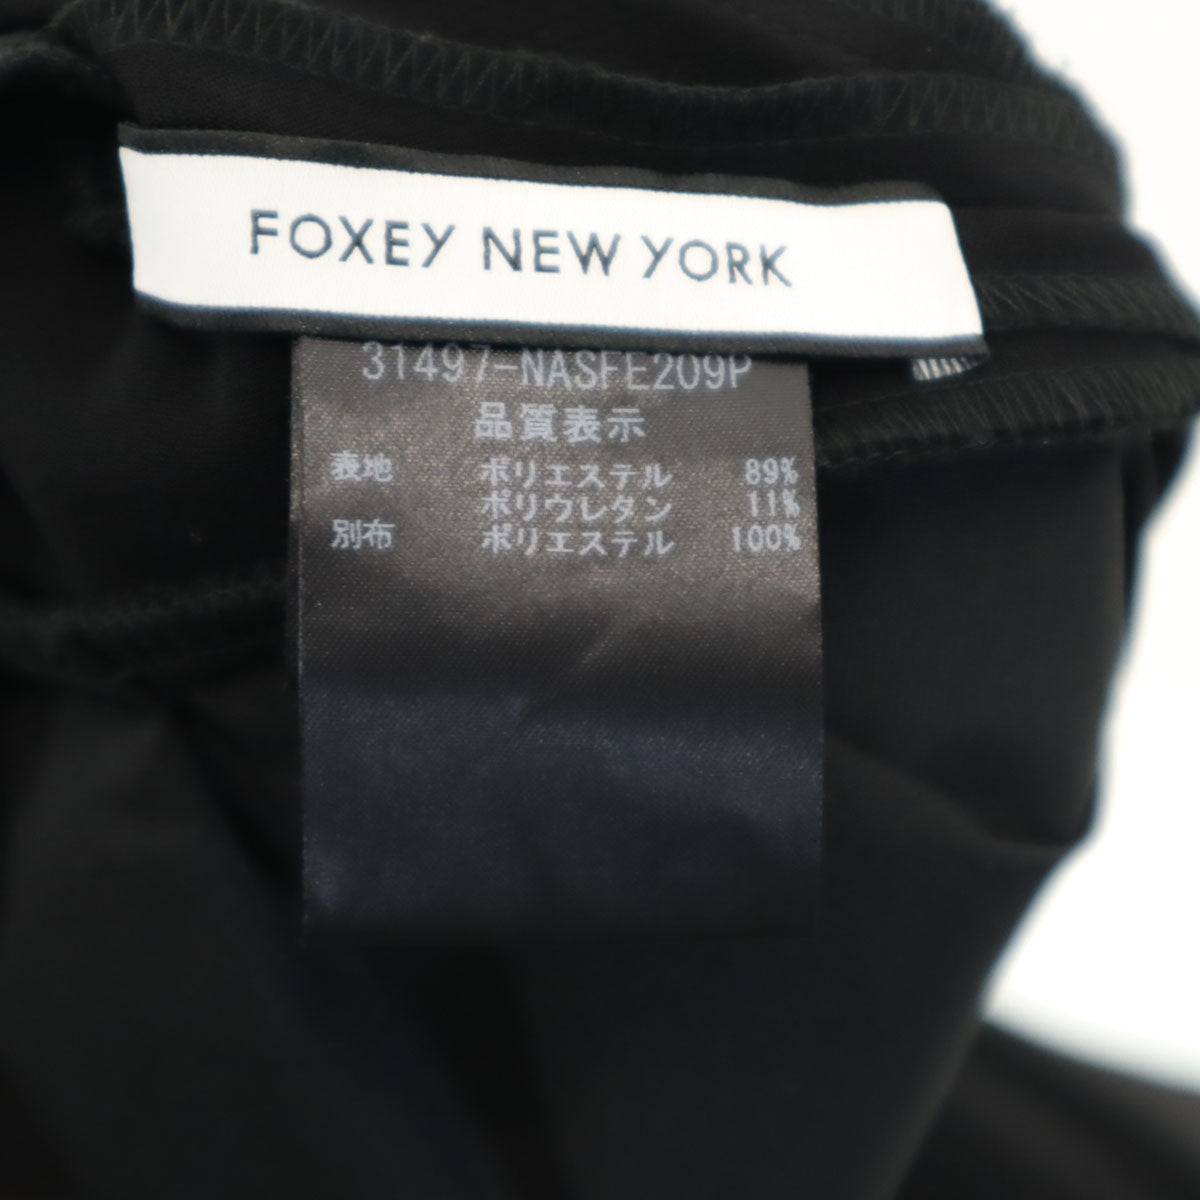 FOXEY NEW YORK
31497-NASFE209P
品質表示
表地 ポリエステル 89%
ポリウレタン 11%
別布 ポリエステル 100%